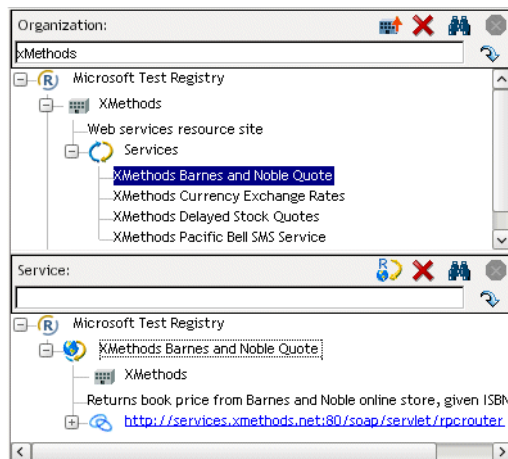 Organization:
xMethods
R Microsoft Test Registry
XMethods
Web services resource site
Services
XMethods Barnes and Noble Quote
XMethods Currency Exchange Rates
XMethods Delayed Stock Quotes
XMethods Pacific Bell SMS Service
Service:
R
R Microsoft Test Registry
XMethods Barnes and Noble Quote
XMethods
Returns book price from Barnes and Noble online store, given ISBN
http://services.xmethods.net:80/soap/servlet/rpcrouter